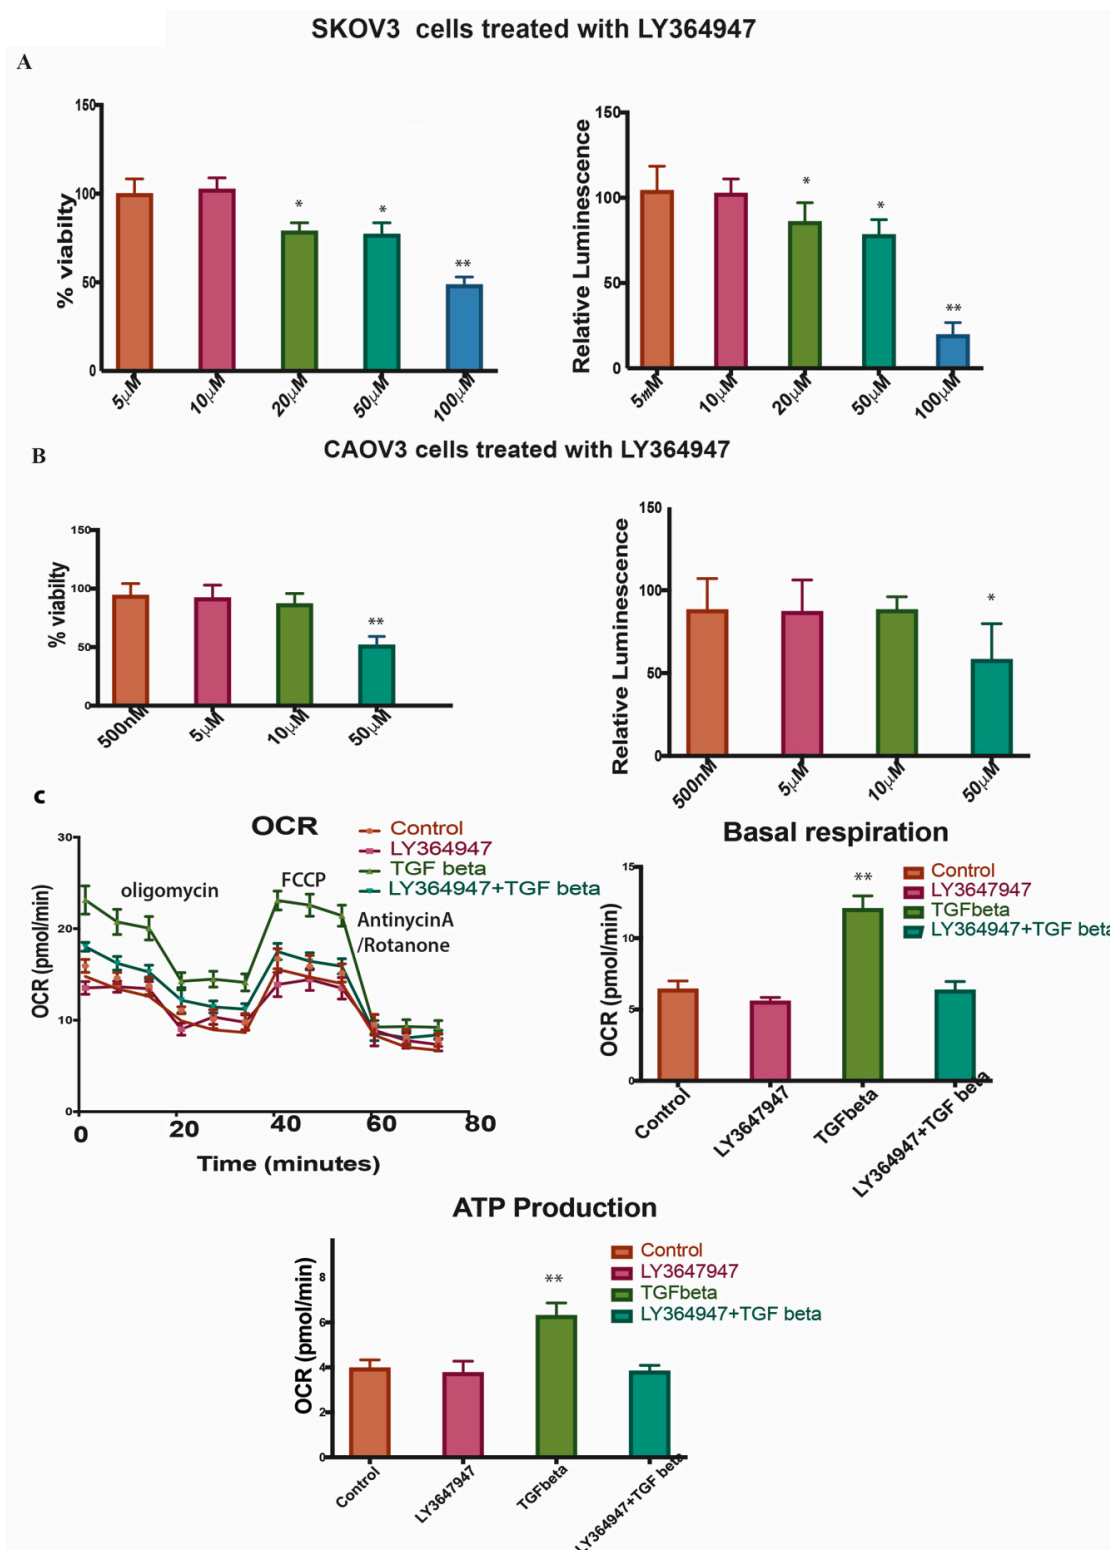 SKOV3 cells treated with LY364947
A
% viabilty
150
100
50
0
*
*
**
5μM
10μM
20μM
50μM
100μM
Relative Luminescence
150
100
50
0
*
*
**
5mM
10μM
20μM
50μM
100μM
B
CAOV3 cells treated with LY364947
% viabilty
150
100
50
0
**
500nM
5μM
10μM
50μM
Relative Luminescence
150
100
50
0
*
500nM
5μM
10μM
50μM
C
OCR
Control
LY364947
TGF beta
LY364947+TGF beta
oligomycin
FCCP
AntinycinA
/Rotanone
OCR (pmol/min)
30
20
10
0
0
20
40
60
80
Time (minutes)
Basal respiration
OCR (pmol/min)
15
10
5
0
**
Control
LY3647947
TGFbeta
LY364947+TGF beta
Control
LY3647947
TGFbeta
LY364947+TGF beta
ATP Production
OCR (pmol/min)
8
6
4
2
0
**
Control
LY3647947
TGFbeta
LY364947+TGF beta
Control
LY3647947
TGFbeta
LY364947+TGF beta